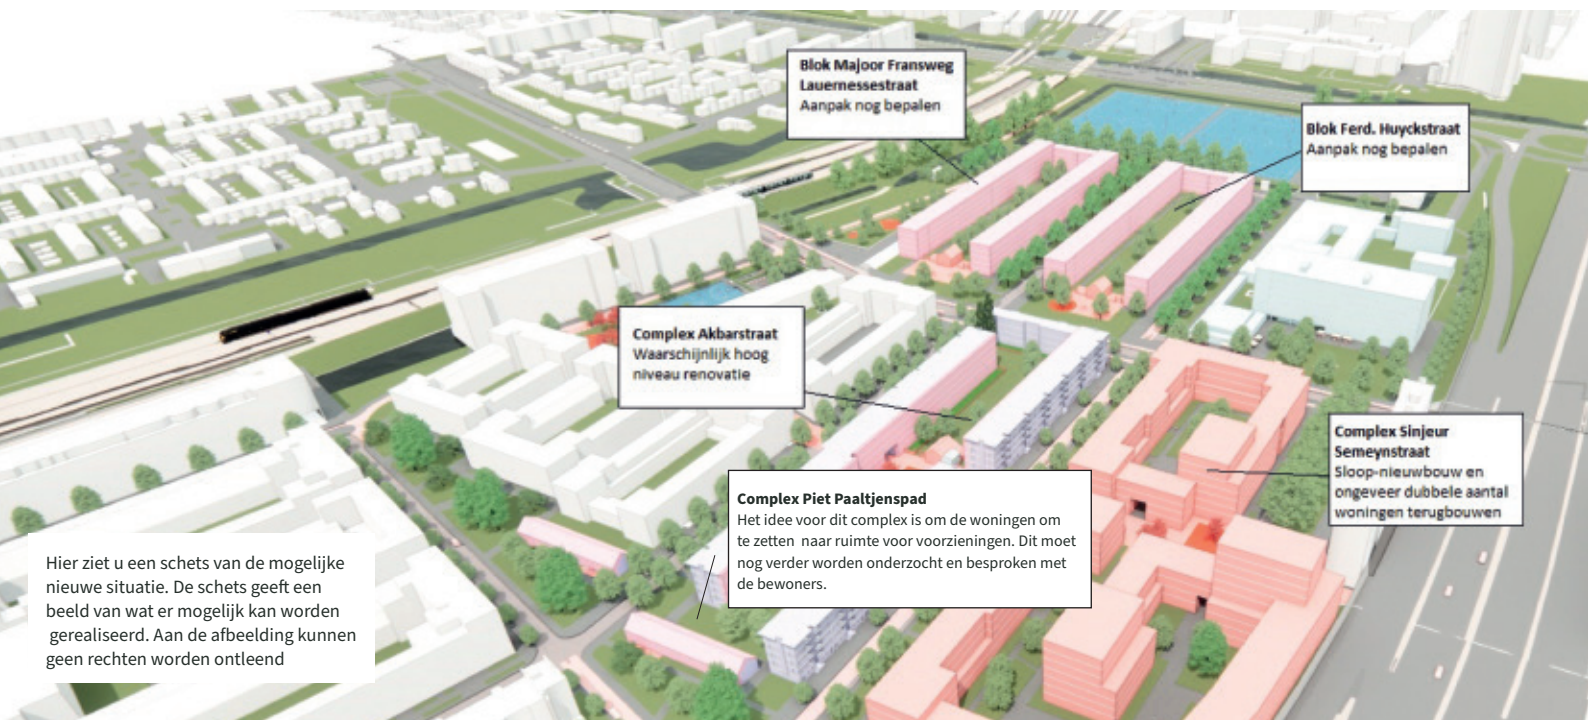 Blok Majoor Fransweg
Lauernessestraat
Aanpak nog bepalen
Blok Ferd. Huyckstraat
Aanpak nog bepalen
Complex Akbarstraat
Waarschijnlijk hoog
niveau renovatie
Complex Sinjeur
Semeynstraat
Sloop-nieuwbouw en
ongeveer dubbele aantal
woningen terugbouwen
Complex Piet Paaltjenspad
Het idee voor dit complex is om de woningen om
te zetten naar ruimte voor voorzieningen. Dit moet
nog verder worden onderzocht en besproken met
de bewoners.
Hier ziet u een schets van de mogelijke
nieuwe situatie. De schets geeft een
beeld van wat er mogelijk kan worden
gerealiseerd. Aan de afbeelding kunnen
geen rechten worden ontleend